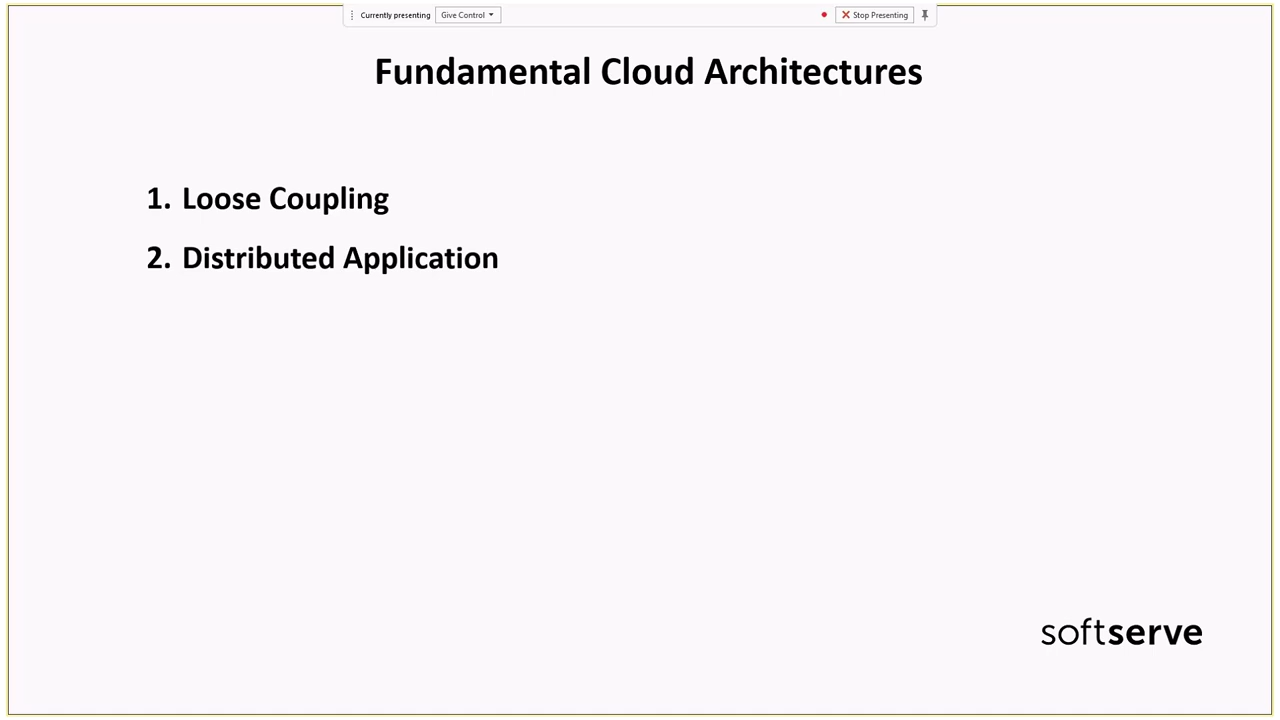 Currently presenting Give Control Stop Presenting
Fundamental Cloud Architectures
1. Loose Coupling
2. Distributed Application
softserve